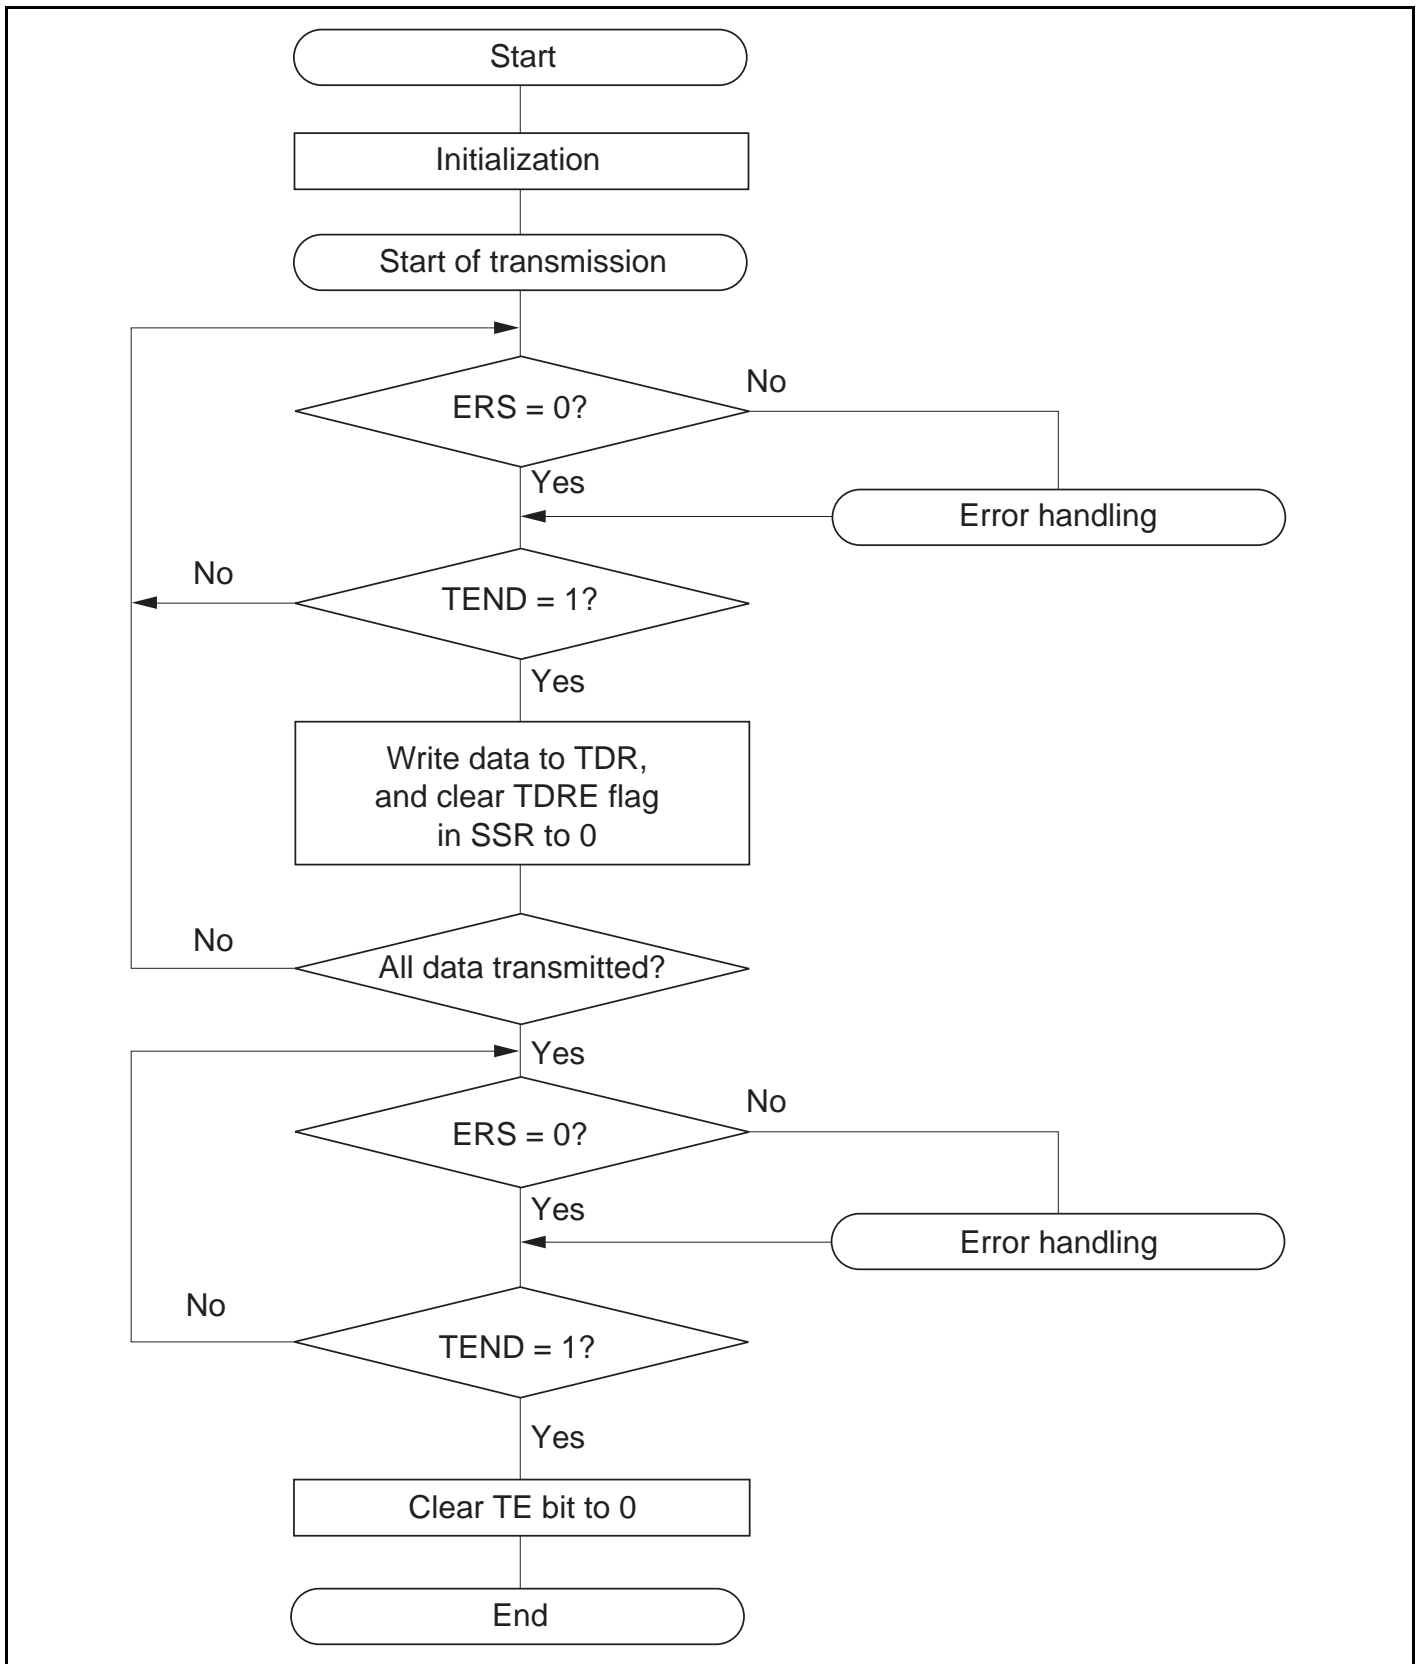 Start
Initialization
Start of transmission
ERS = 0?
No
Yes
Error handling
No
TEND = 1?
Yes
Write data to TDR,
and clear TDRE flag
in SSR to 0
No
All data transmitted?
Yes
ERS = 0?
No
Yes
Error handling
No
TEND = 1?
Yes
Clear TE bit to 0
End